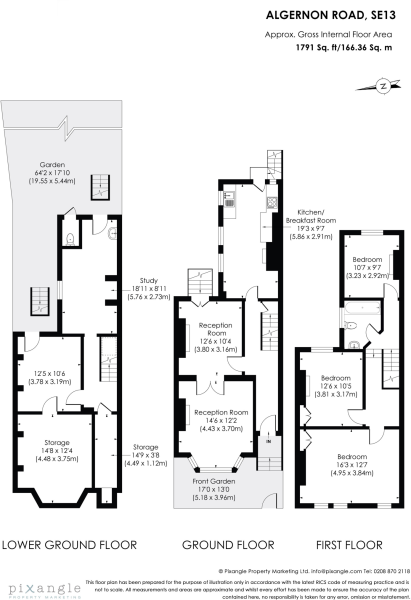 ALGERNON ROAD, SE13
Approx. Gross Internal Floor Area
1791 Sq. ft/166.36 Sq. m
Garden
64'2 x 17'10
(19.55 x 5.44m)
Kitchen/
Breakfast Room
19'3 x 9'7
(5.86 x 2.91m)
Bedroom
10'7 x 9'7
(3.23 x 2.92m)
Study
18'11 x 8'11
(5.76 x 2.73m)
Reception
Room
12'6 x 10'4
(3.80 x 3.16m)
12'5 x 10'6
(3.78 x 3.19m)
Bedroom
12'6 x 10'5
(3.81 x 3.17m)
Reception Room
14'6 x 12'2
(4.43 x 3.70m)
Storage
14'8 x 12'4
(4.48 x 3.75m)
Storage
14'9 x 3'8
(4.49 x 1.12m)
IN
Bedroom
16'3 x 12'7
(4.95 x 3.84m)
Front Garden
17'0 x 13'0
(5.18 x 3.96m)
LOWER GROUND FLOOR
GROUND FLOOR
FIRST FLOOR
© Pixangle Property Marketing Ltd. info@pixangle.com Tel: 0208 870 2118
pixangle
PROPERTY MARKETING
This floor plan has been prepared for the purpose of illustration only in accordance with the latest RICS code of measuring practice and is
not to scale. All measurements and areas are approximate and whilst every effort has been made to ensure the accuracy of the plan
contained here, no responsibility is taken for any error, omission or misstatement.